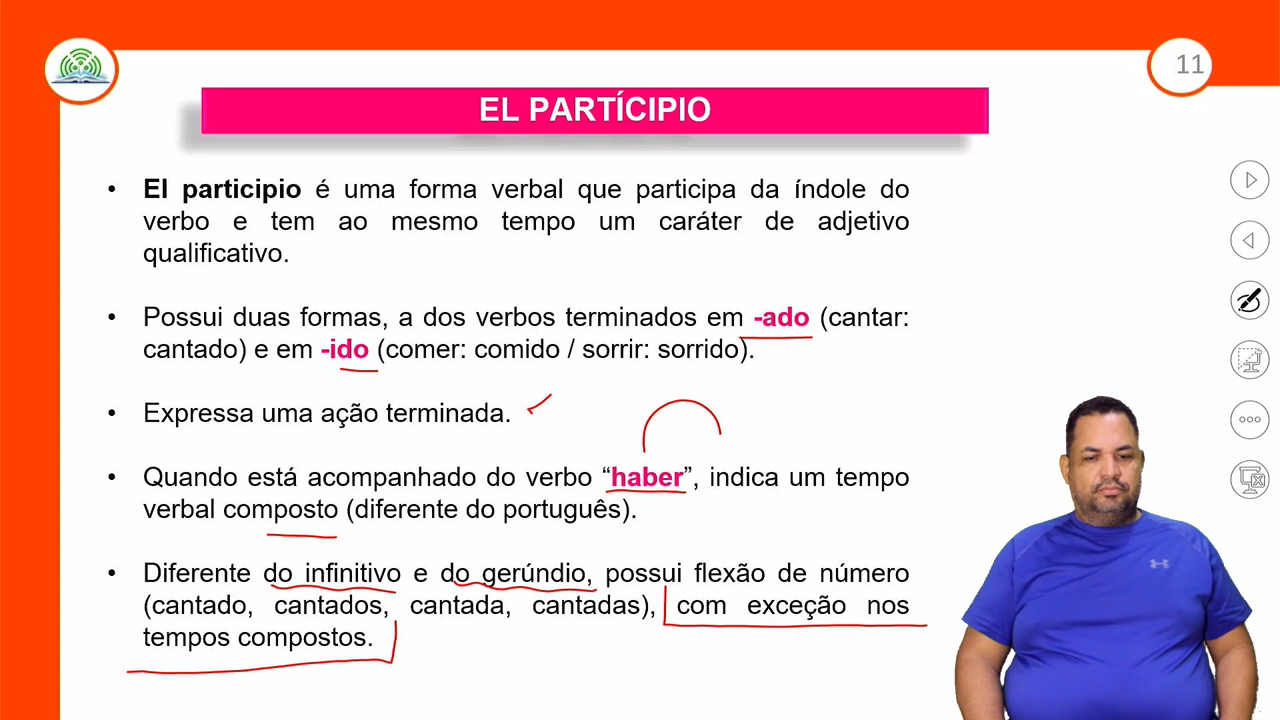 11
EL PARTÍCIPIO
• El participio é uma forma verbal que participa da índole do
verbo e tem ao mesmo tempo um caráter de adjetivo
qualificativo.
• Possui duas formas, a dos verbos terminados em -ado (cantar:
cantado) e em -ido (comer: comido / sorrir: sorrido).
• Expressa uma ação terminada.
• Quando está acompanhado do verbo “haber”, indica um tempo
verbal composto (diferente do português).
• Diferente do infinitivo e do gerúndio, possui flexão de número
(cantado, cantados, cantada, cantadas), com exceção nos
tempos compostos.